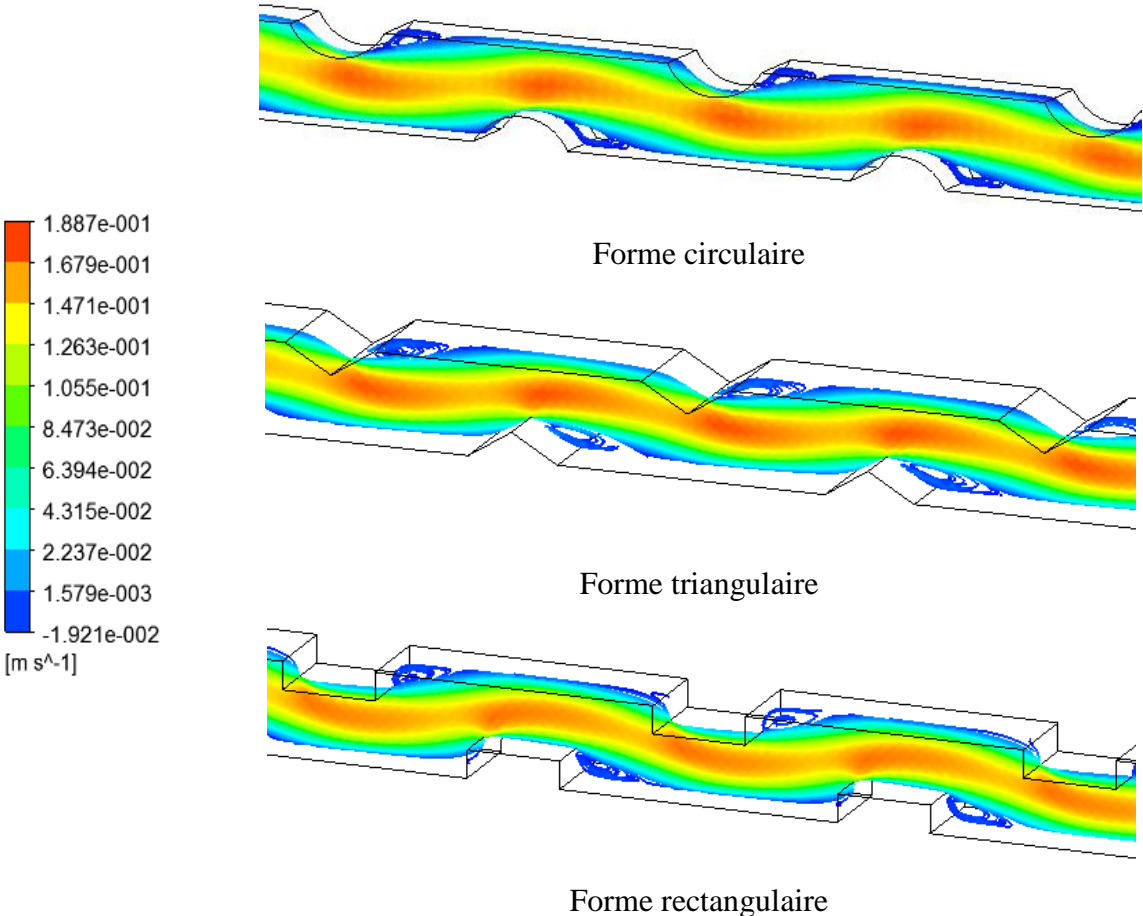 Forme circulaire
1.887e-001
1.679e-001
1.471e-001
1.263e-001
1.055e-001
8.473e-002
6.394e-002
4.315e-002
2.237e-002
1.579e-003
-1.921e-002
[m s^-1]
Forme triangulaire
Forme rectangulaire